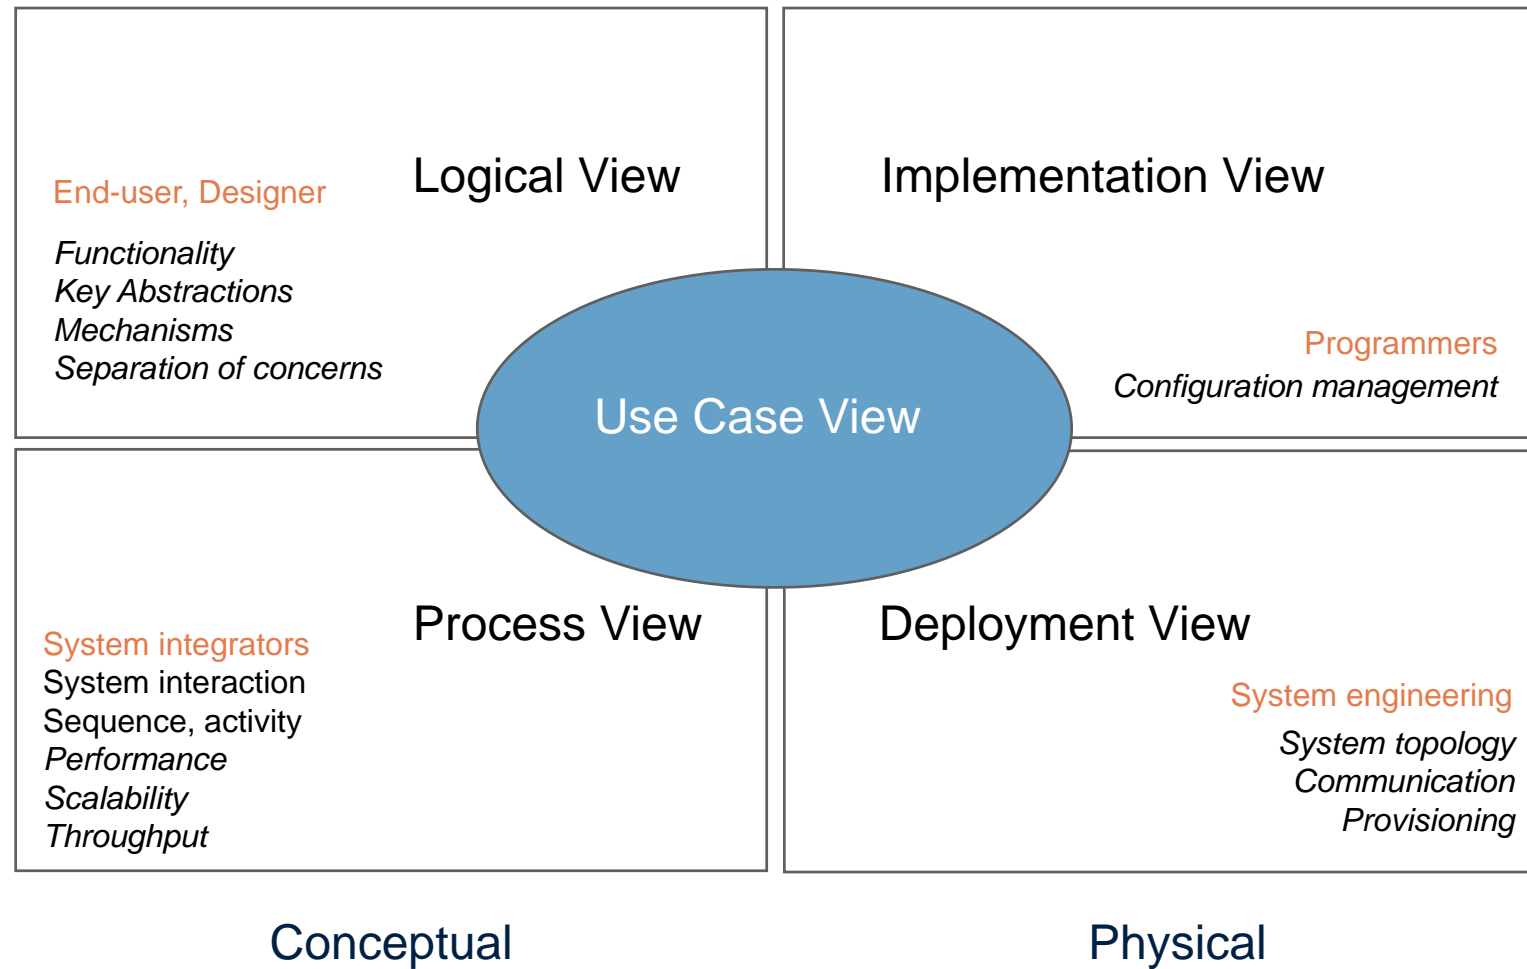 Logical View
End-user, Designer
Functionality
Key Abstractions
Mechanisms
Separation of concerns
Implementation View
Programmers
Configuration management
Use Case View
Process View
System integrators
System interaction
Sequence, activity
Performance
Scalability
Throughput
Deployment View
System engineering
System topology
Communication
Provisioning
Conceptual
Physical